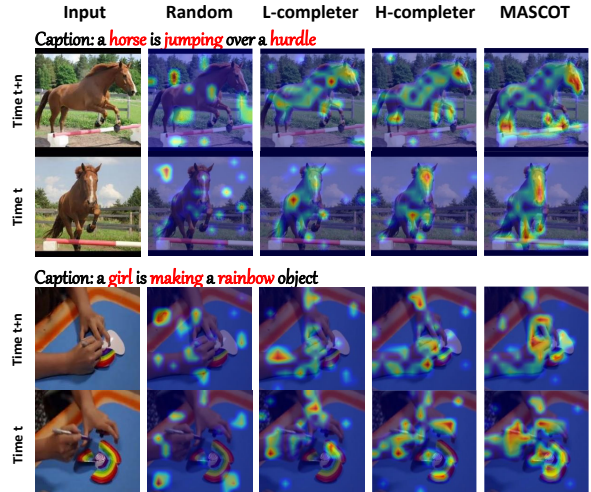 Input Random L-completer H-completer MASCOT
Caption: a horse is jumping over a hurdle
Time t+n
Time t
Caption: a girl is making a rainbow object
Time t+n
Time t